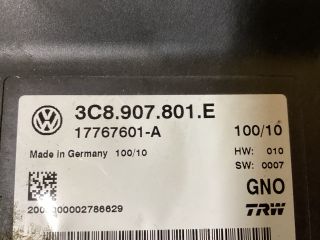 3C8.907.801.E
17767601-A 100/10
Made in Germany 100/10 HW: 010
SW: 0007
GNO
TRW